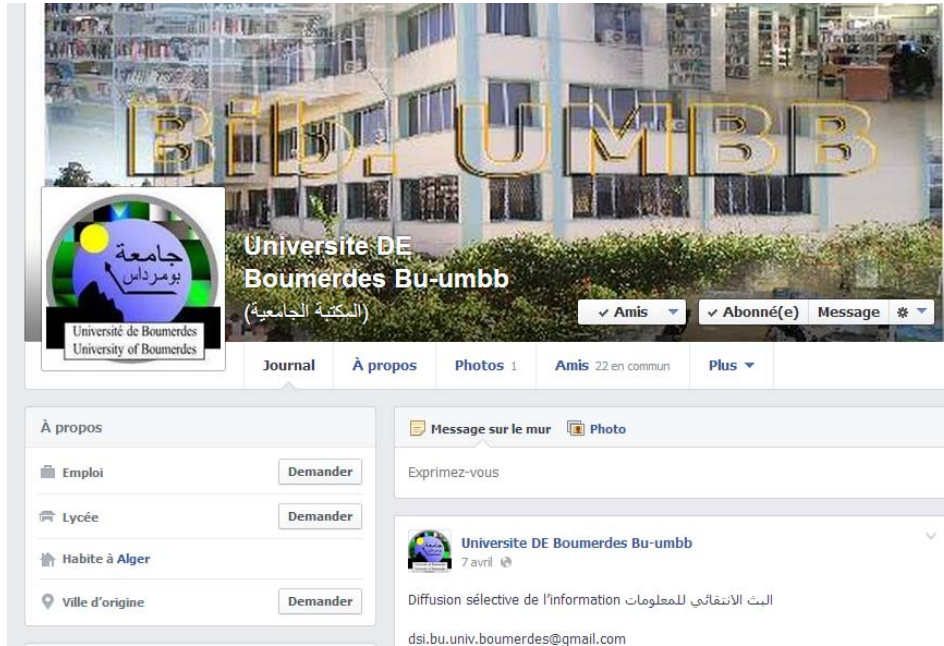 Bib. UMBB
جامعة
بومرداس
Université de Boumerdes
University of Boumerdes
Universite DE
Boumerdes Bu-umbb
(المكتبة الجامعية)
Amis
Abonné(e)
Message
Journal
À propos
Photos 1
Amis 22 en commun
Plus
À propos
Emploi
Demander
Lycée
Demander
Habite à Alger
Ville d'origine
Demander
Message sur le mur
Photo
Exprimez-vous
Universite DE Boumerdes Bu-umbb
7 avril
Diffusion sélective de l'information البث الانتقائي للمعلومات
dsi.bu.univ.boumerdes@gmail.com